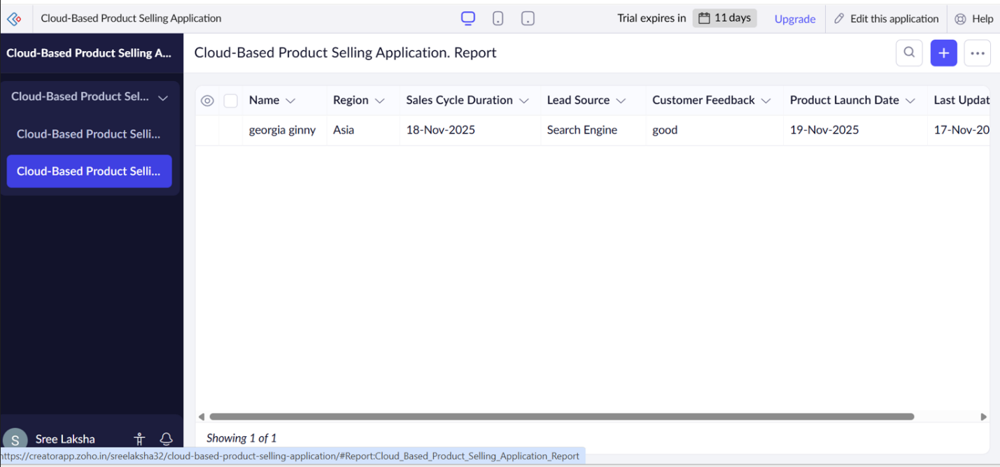 Cloud-Based Product Selling Application
Trial expires in 11 days Upgrade Edit this application Help
Cloud-Based Product Selling A...
Cloud-Based Product Selling Application. Report
Cloud-Based Product Sel...
Cloud-Based Product Selli...
Cloud-Based Product Selli...
Name Region Sales Cycle Duration Lead Source Customer Feedback Product Launch Date Last Updat
georgia ginny Asia 18-Nov-2025 Search Engine good 19-Nov-2025 17-Nov-20
Showing 1 of 1
S Sree Laksha
https://creatorapp.zoho.in/sreelaksha32/cloud-based-product-selling-application/#Report:Cloud_Based_Product_Selling_Application_Report